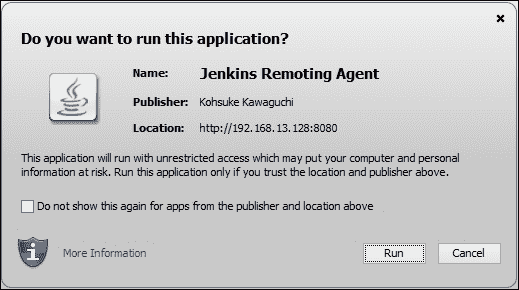 Do you want to run this application?
Name: Jenkins Remoting Agent
Publisher: Kohsuke Kawaguchi
Location: http://192.168.13.128:8080
This application will run with unrestricted access which may put your computer and personal
information at risk. Run this application only if you trust the location and publisher above.
Do not show this again for apps from the publisher and location above
More Information
Run Cancel